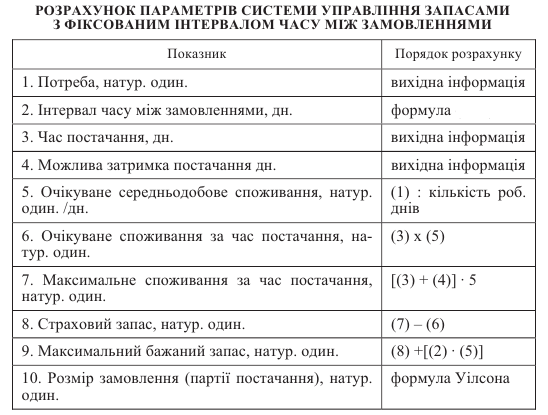 РОЗРАХУНОК ПАРАМЕТРІВ СИСТЕМИ УПРАВЛІННЯ ЗАПАСАМИ
З ФІКСОВАНИМ ІНТЕРВАЛОМ ЧАСУ МІЖ ЗАМОВЛЕННЯМИ
Показник Порядок розрахунку
1. Потреба, натур. один. вихідна інформація
2. Інтервал часу між замовленнями, дн. формула
3. Час постачання, дн. вихідна інформація
4. Можлива затримка постачання дн. вихідна інформація
5. Очікуване середньодобове споживання, натур. (1) : кількість роб.
один. /дн. днів
6. Очікуване споживання за час постачання, на- (3) х (5)
тур. один.
7. Максимальне споживання за час постачання, [(3) + (4)] · 5
натур. один.
8. Страховий запас, натур. один. (7) – (6)
9. Максимальний бажаний запас, натур. один. (8) +[(2) · (5)]
10. Розмір замовлення (партії постачання), натур. формула Уілсона
один.